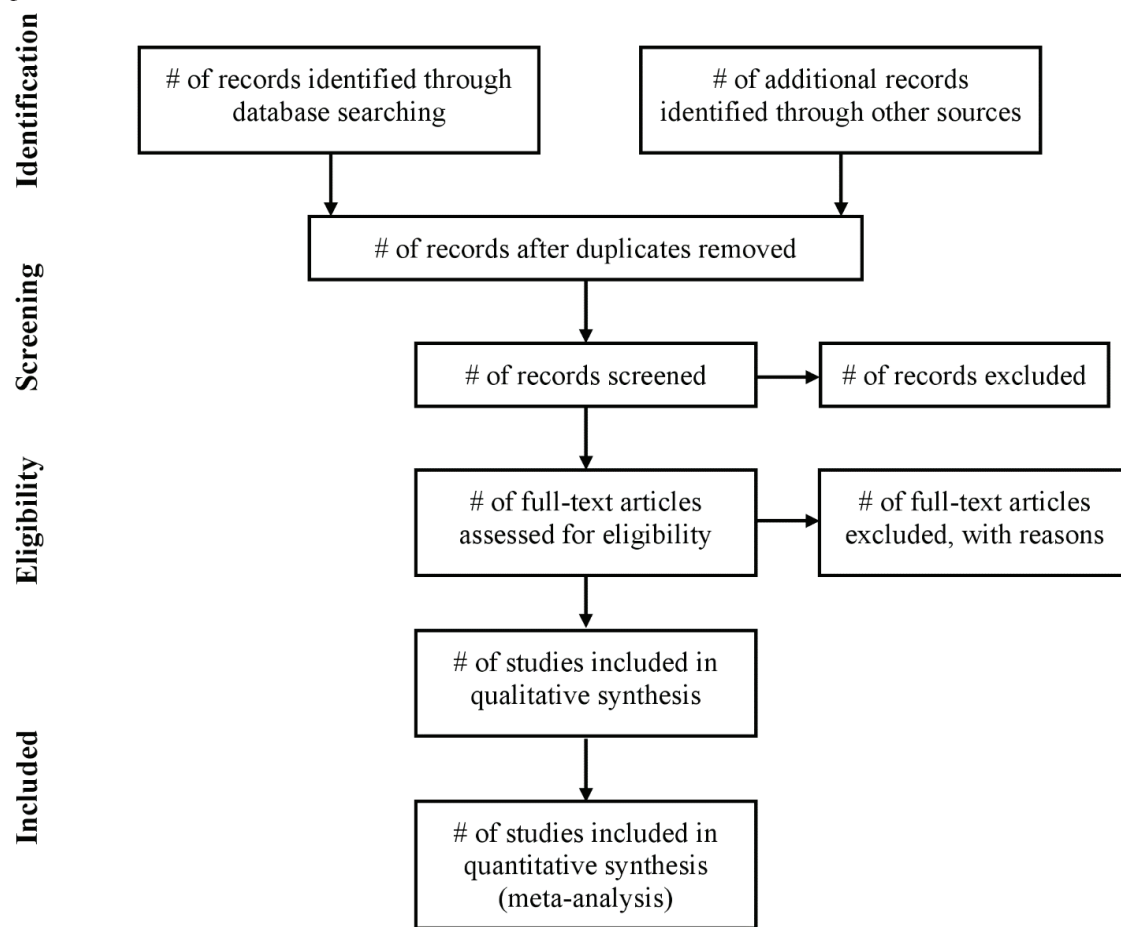 Identification
# of records identified through
database searching
# of additional records
identified through other sources
# of records after duplicates removed
Screening
# of records screened
# of records excluded
Eligibility
# of full-text articles
assessed for eligibility
# of full-text articles
excluded, with reasons
Included
# of studies included in
qualitative synthesis
# of studies included in
quantitative synthesis
(meta-analysis)